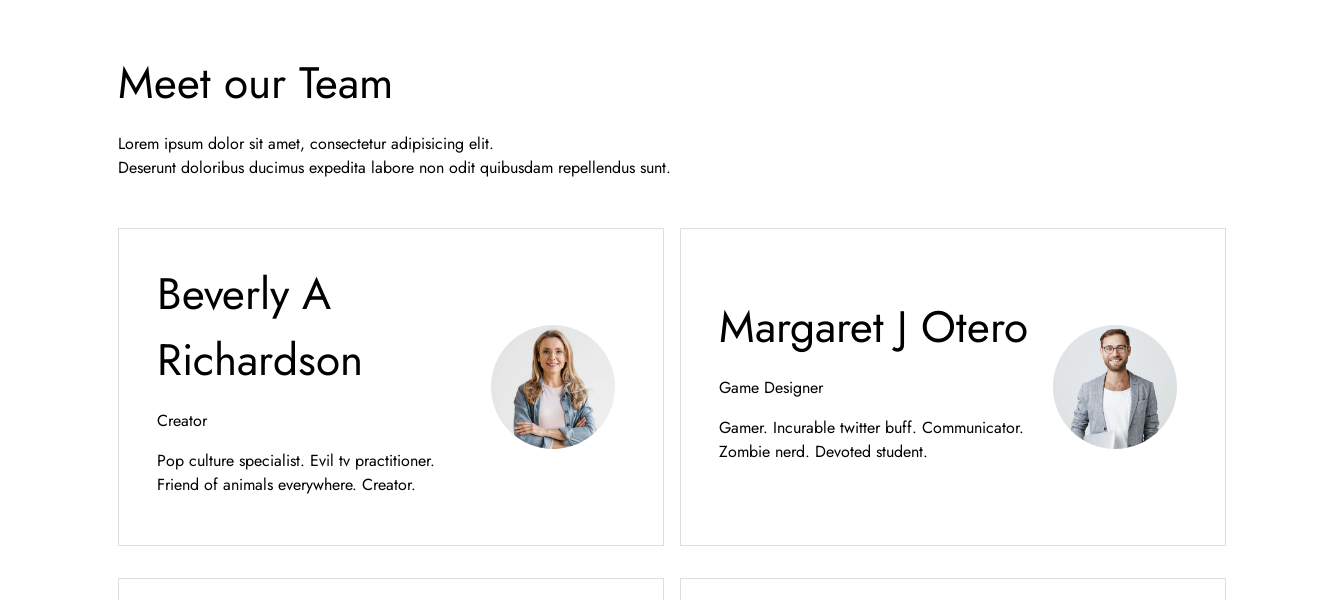 Meet our Team
Lorem ipsum dolor sit amet, consectetur adipisicing elit.
Deserunt doloribus ducimus expedita labore non odit quibusdam repellendus sunt.
Beverly A
Richardson
Creator
Pop culture specialist. Evil tv practitioner.
Friend of animals everywhere. Creator.
Margaret J Otero
Game Designer
Gamer. Incurable twitter buff. Communicator.
Zombie nerd. Devoted student.